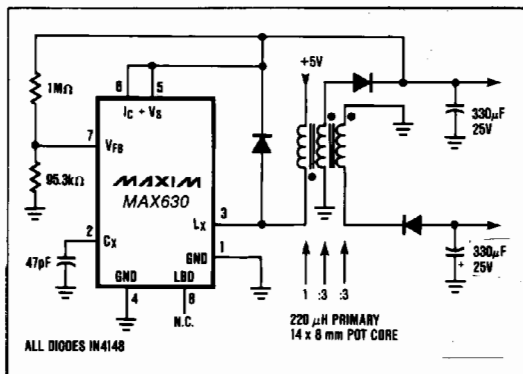 1MΩ
6
5
IC
+VS
+5V
330μF
25V
7
VFB
MAXIM
MAX630
LX
3
95.3kΩ
2
CX
GND
1
47pF
GND
LBD
4
8
N.C.
1
:3
:3
330μF
+
25V
220 μH PRIMARY
14 x 8 mm POT CORE
ALL DIODES IN4148